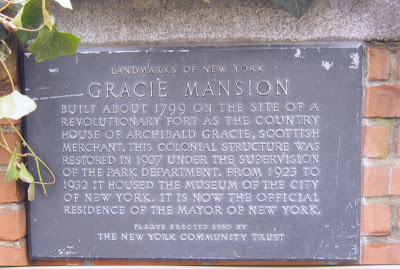 LANDMARKS OF NEW YORK
GRACIE MANSION
BUILT ABOUT 1799 ON THE SITE OF A
REVOLUTIONARY FORT AS THE COUNTRY
HOUSE OF ARCHIBALD GRACIE, SCOTTISH
MERCHANT. THIS COLONIAL STRUCTURE WAS
RESTORED IN 1927 UNDER THE SUPERVISION
OF THE PARK DEPARTMENT. FROM 1923 TO
1932 IT HOUSED THE MUSEUM OF THE CITY
OF NEW YORK. IT IS NOW THE OFFICIAL
RESIDENCE OF THE MAYOR OF NEW YORK.
PLAQUE ERECTED 1960 BY
THE NEW YORK COMMUNITY TRUST